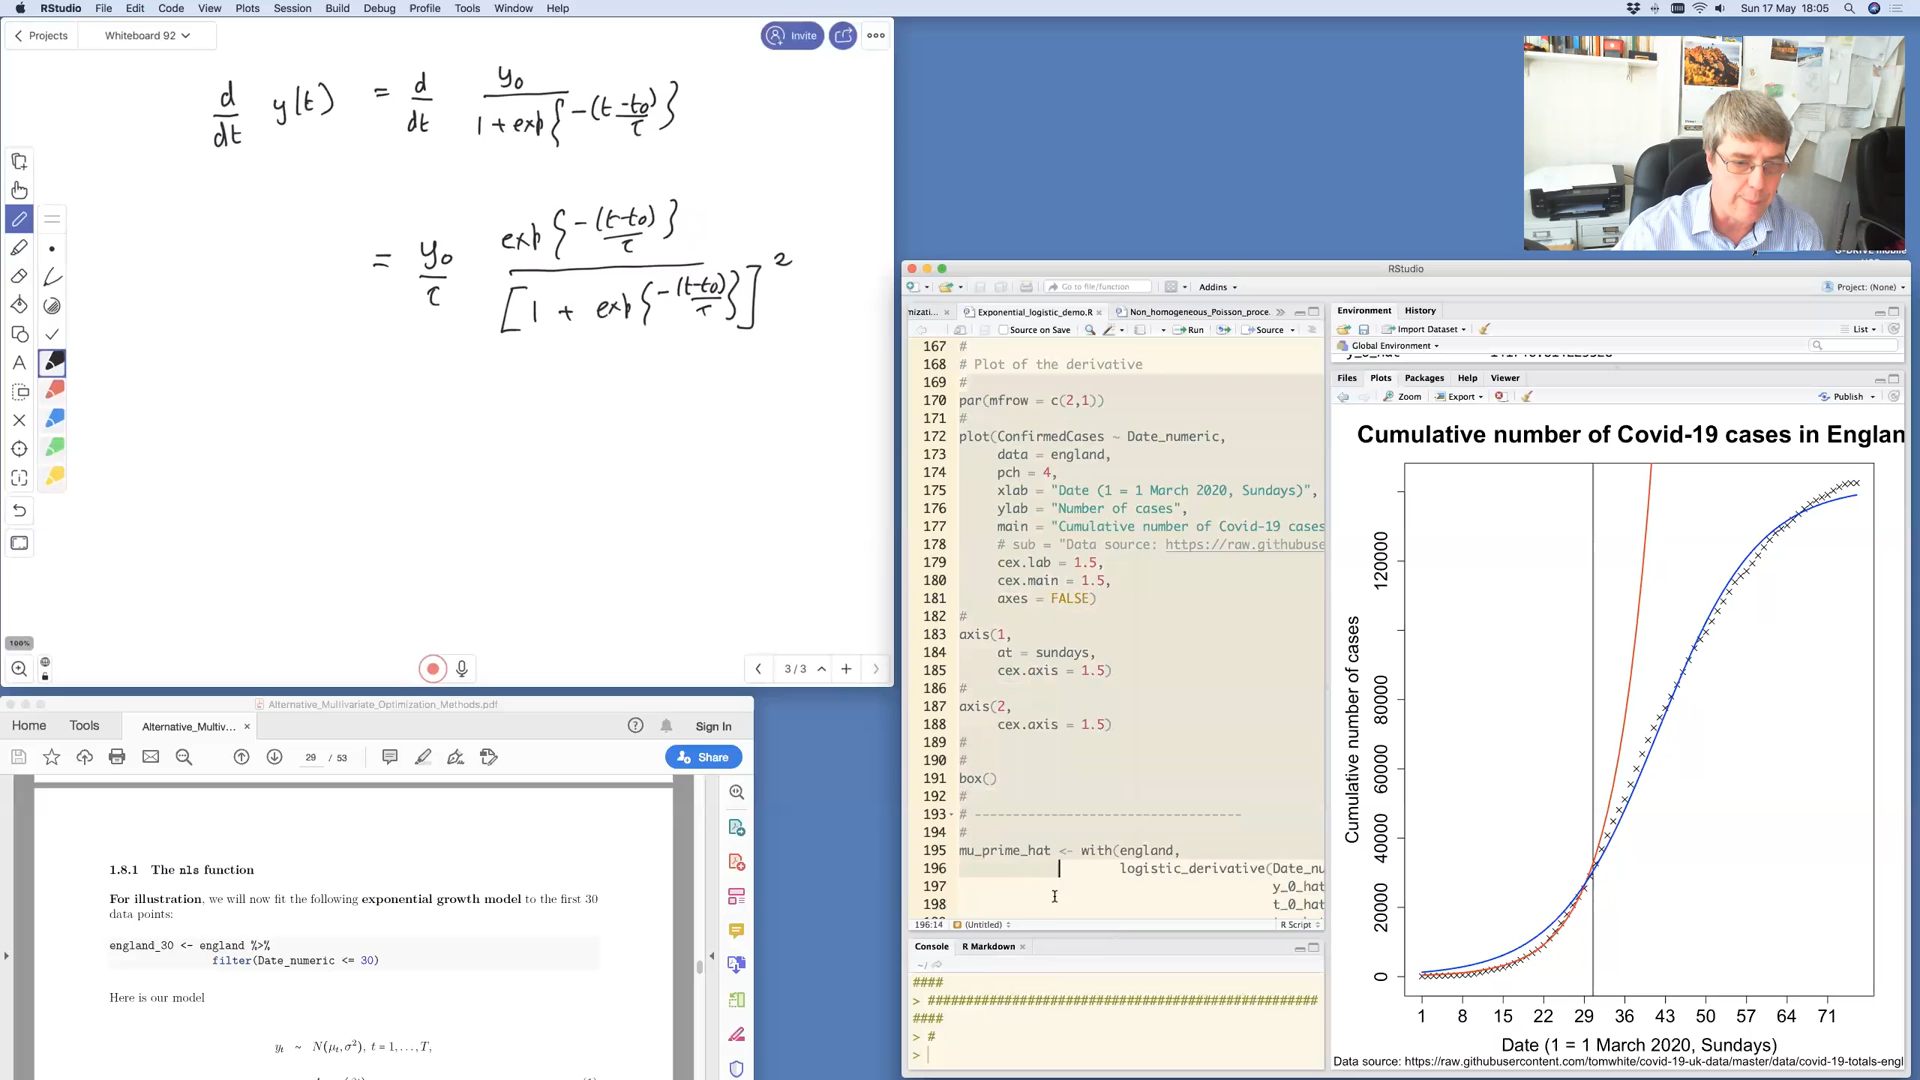 RStudio File Edit Code View Plots Session Build Debug Profile Tools Window Help
Sun 17 May 18:05
Projects Whiteboard 92 Invite
d/dt y(t) = d/dt y₀ / 1 + exp{-(t-t₀)/τ}
= y₀/τ exp{-(t-t₀)/τ} / [1 + exp{-(t-t₀)/τ}]²
100%
3/3
RStudio
Go to file/function Addins Project: (None)
mizati... Exponential_logistic_demo.R Non_homogeneous_Poisson_proce.
Source on Save Run Source
167 #
168 # Plot of the derivative
169 #
170 par(mfrow = c(2,1))
171 #
172 plot(ConfirmedCases ~ Date_numeric,
173 data = england,
174 pch = 4,
175 xlab = "Date (1 = 1 March 2020, Sundays)",
176 ylab = "Number of cases",
177 main = "Cumulative number of Covid-19 cases
178 # sub = "Data source: https://raw.githubuse
179 cex.lab = 1.5,
180 cex.main = 1.5,
181 axes = FALSE)
182 #
183 axis(1,
184 at = sundays,
185 cex.axis = 1.5)
186 #
187 axis(2,
188 cex.axis = 1.5)
189 #
190 #
191 box()
192 #
193 # -----------------------------------
194 #
195 mu_prime_hat <- with(england,
196 logistic_derivative(Date_nu
197 y_0_hat
198 t_0_hat
196:14 (Untitled) R Script
Console R Markdown
~/
####
> ##################################################
####
> #
>
Environment History
Import Dataset List
Global Environment
Files Plots Packages Help Viewer
Zoom Export Publish
Cumulative number of Covid-19 cases in Englan
Cumulative number of cases
0 20000 40000 60000 80000 120000
1 8 15 22 29 36 43 50 57 64 71
Date (1 = 1 March 2020, Sundays)
Data source: https://raw.githubusercontent.com/tomwhite/covid-19-uk-data/master/data/covid-19-totals-engl
Alternative_Multivariate_Optimization_Methods.pdf
Home Tools Alternative_Multiv... Sign In
29 / 53 Share
1.8.1 The nls function
For illustration, we will now fit the following exponential growth model to the first 30
data points:
england_30 <- england %>%
filter(Date_numeric <= 30)
Here is our model
yₜ ~ N(μₜ, σ²), t = 1, . . . , T,